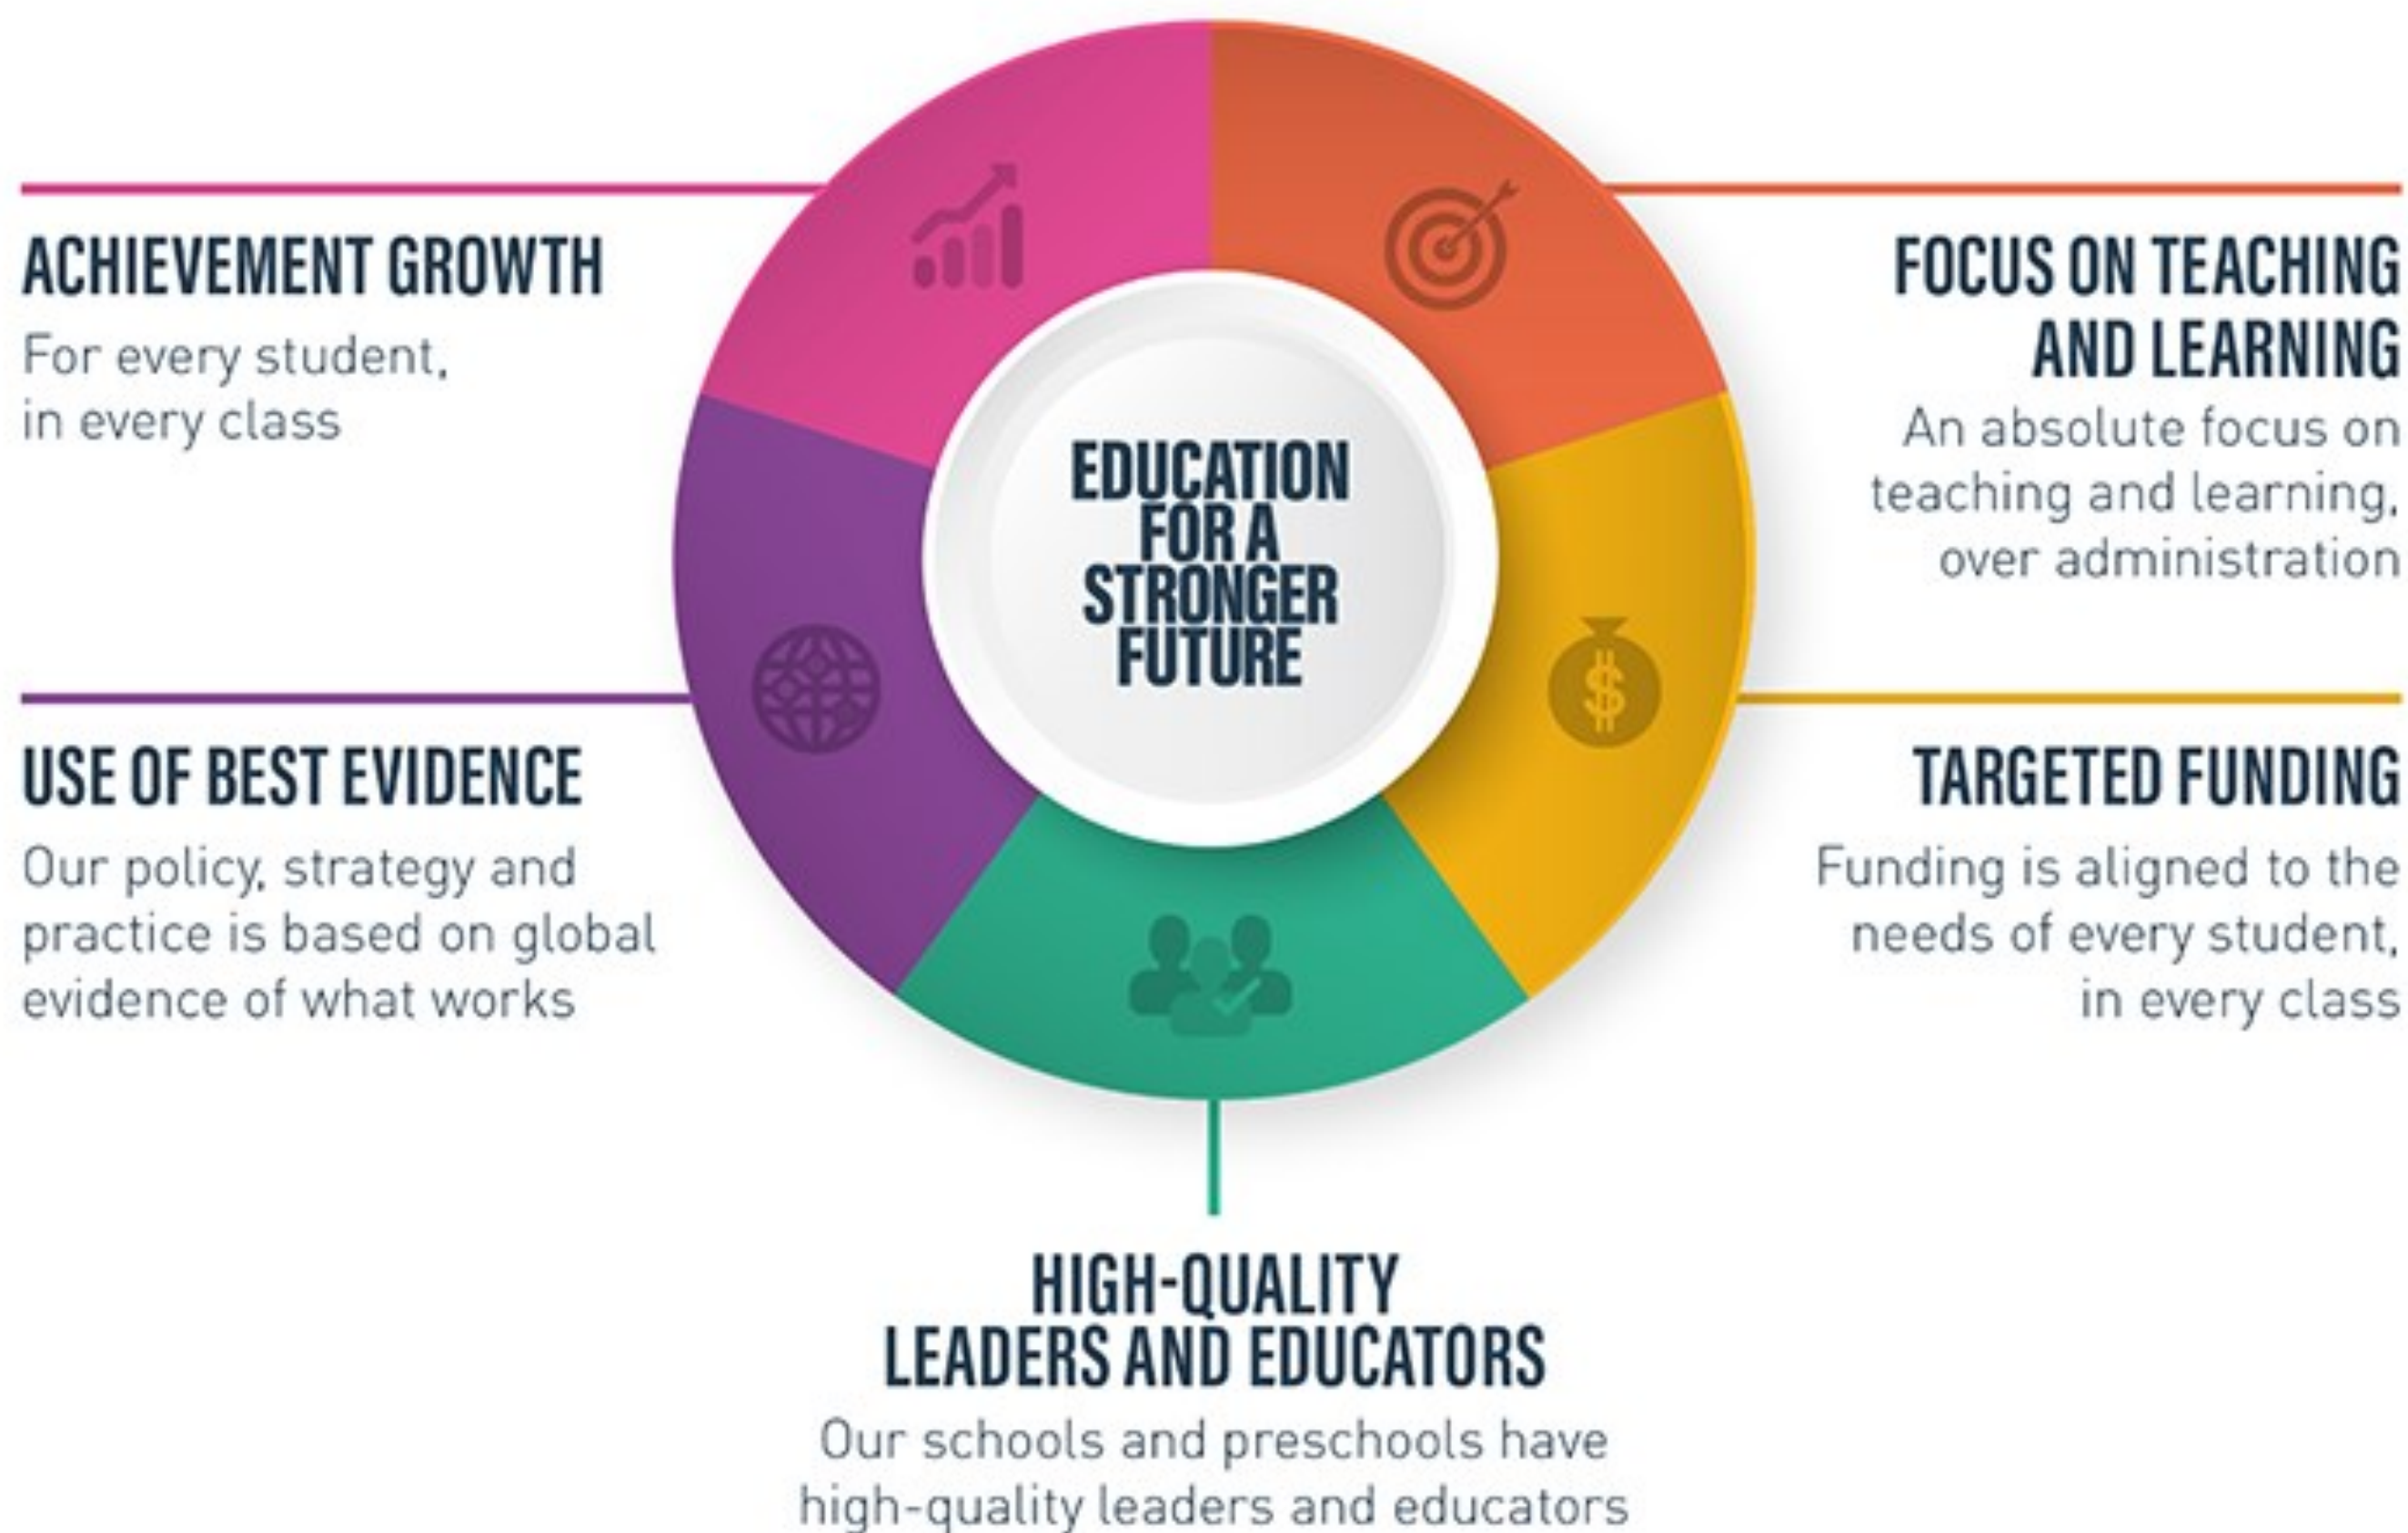 ACHIEVEMENT GROWTH
For every student,
in every class
USE OF BEST EVIDENCE
Our policy, strategy and
practice is based on global
evidence of what works
EDUCATION
FOR A
STRONGER
FUTURE
FOCUS ON TEACHING
AND LEARNING
An absolute focus on
teaching and learning,
over administration
TARGETED FUNDING
Funding is aligned to the
needs of every student,
in every class
HIGH-QUALITY
LEADERS AND EDUCATORS
Our schools and preschools have
high-quality leaders and educators